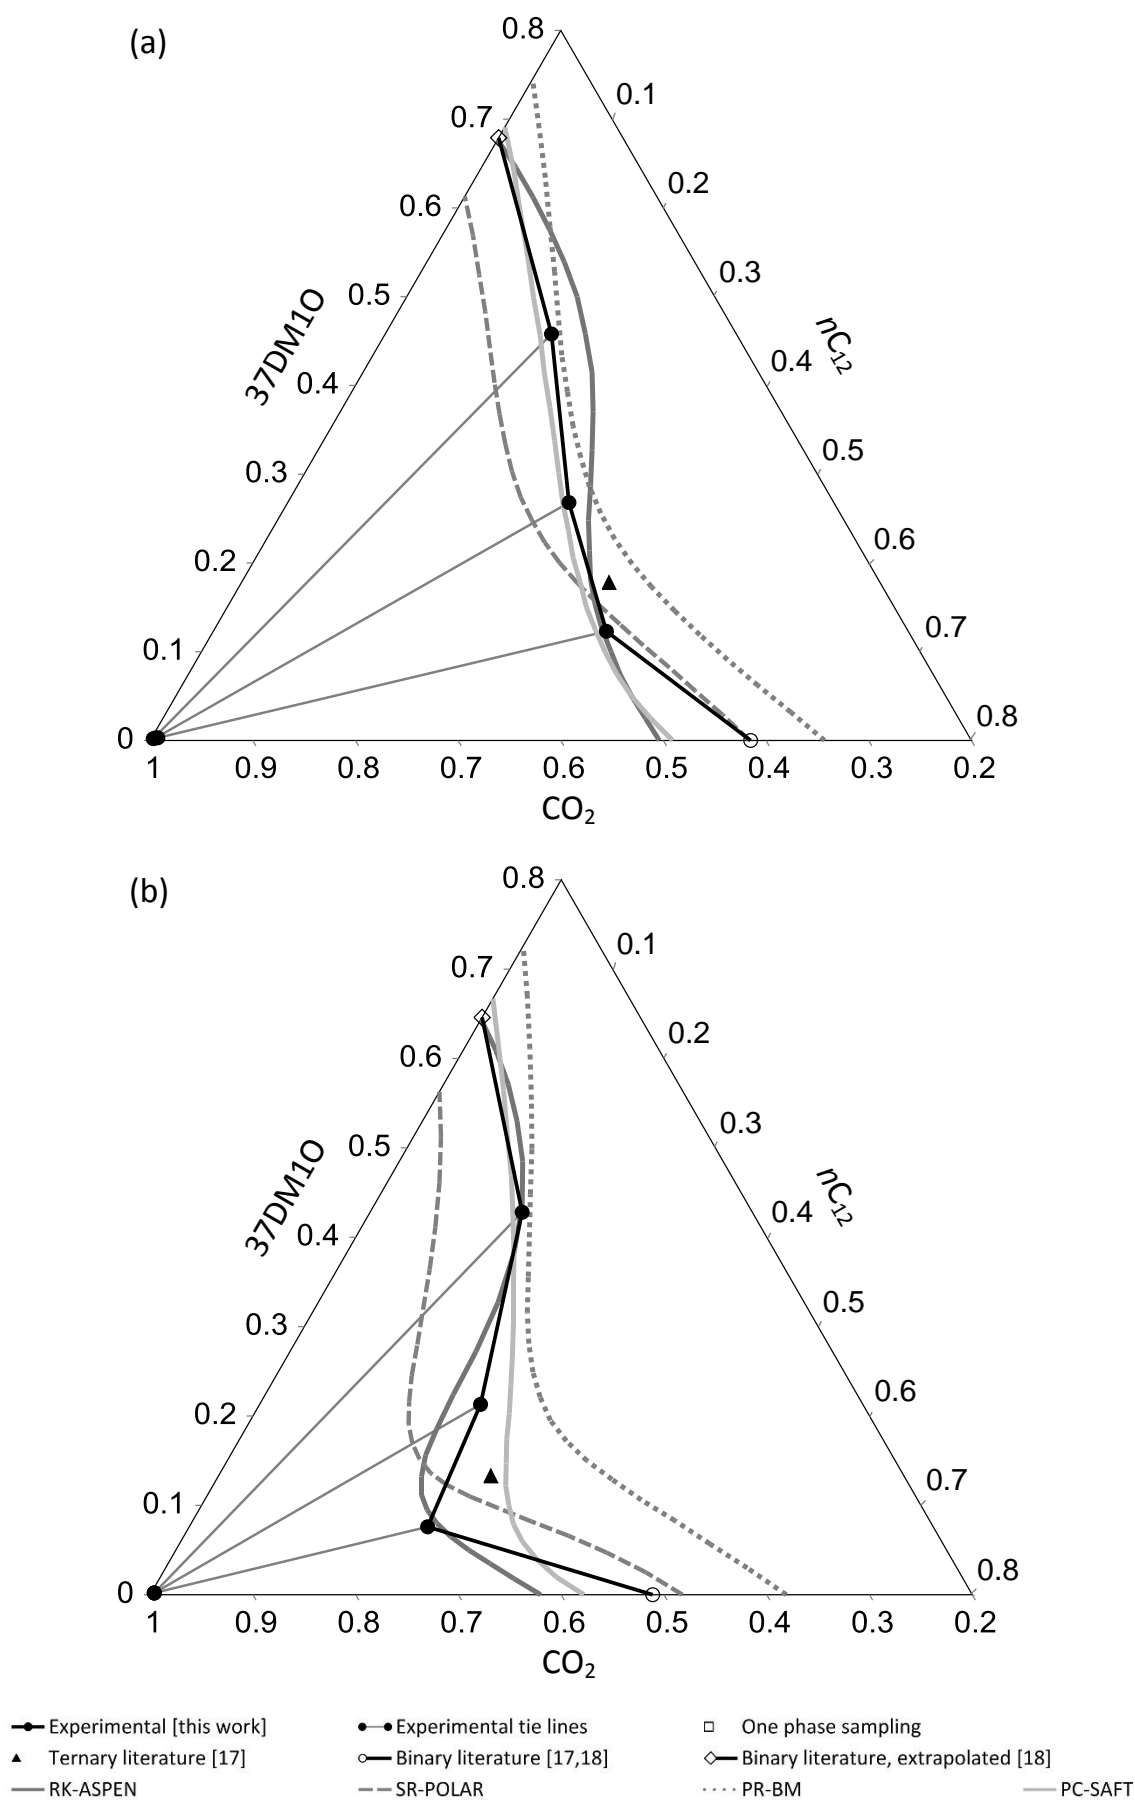 (a)
0.8
0.1
0.7
0.2
0.6
0.3
0.5
37DM1O
nC12
0.4
0.4
0.5
0.3
0.6
0.2
0.7
0.1
0.8
0
1 0.9 0.8 0.7 0.6 0.5 0.4 0.3 0.2
CO2
(b)
0.8
0.1
0.7
0.2
0.6
0.3
0.5
37DM1O
nC12
0.4
0.4
0.5
0.3
0.6
0.2
0.7
0.1
0.8
0
1 0.9 0.8 0.7 0.6 0.5 0.4 0.3 0.2
CO2
Experimental [this work] Experimental tie lines One phase sampling
Ternary literature [17] Binary literature [17,18] Binary literature, extrapolated [18]
RK-ASPEN SR-POLAR PR-BM PC-SAFT